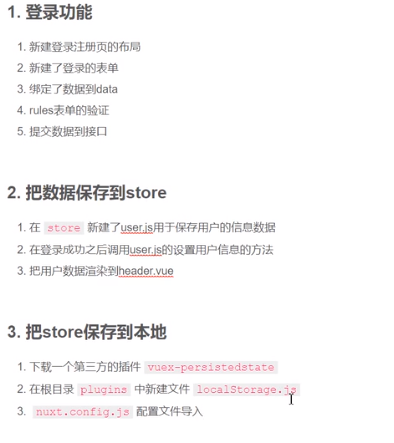 1. 登录功能
1. 新建登录注册页的布局
2. 新建了登录的表单
3. 绑定了数据到data
4. rules表单的验证
5. 提交数据到接口
2. 把数据保存到store
1. 在 store 新建了user.js用于保存用户的信息数据
2. 在登录成功之后调用user.js的设置用户信息的方法
3. 把用户数据渲染到header.vue
3. 把store保存到本地
1. 下载一个第三方的插件 vuex-persistedstate
2. 在根目录 plugins 中新建文件 localStorage.js
3. nuxt.config.js 配置文件导入